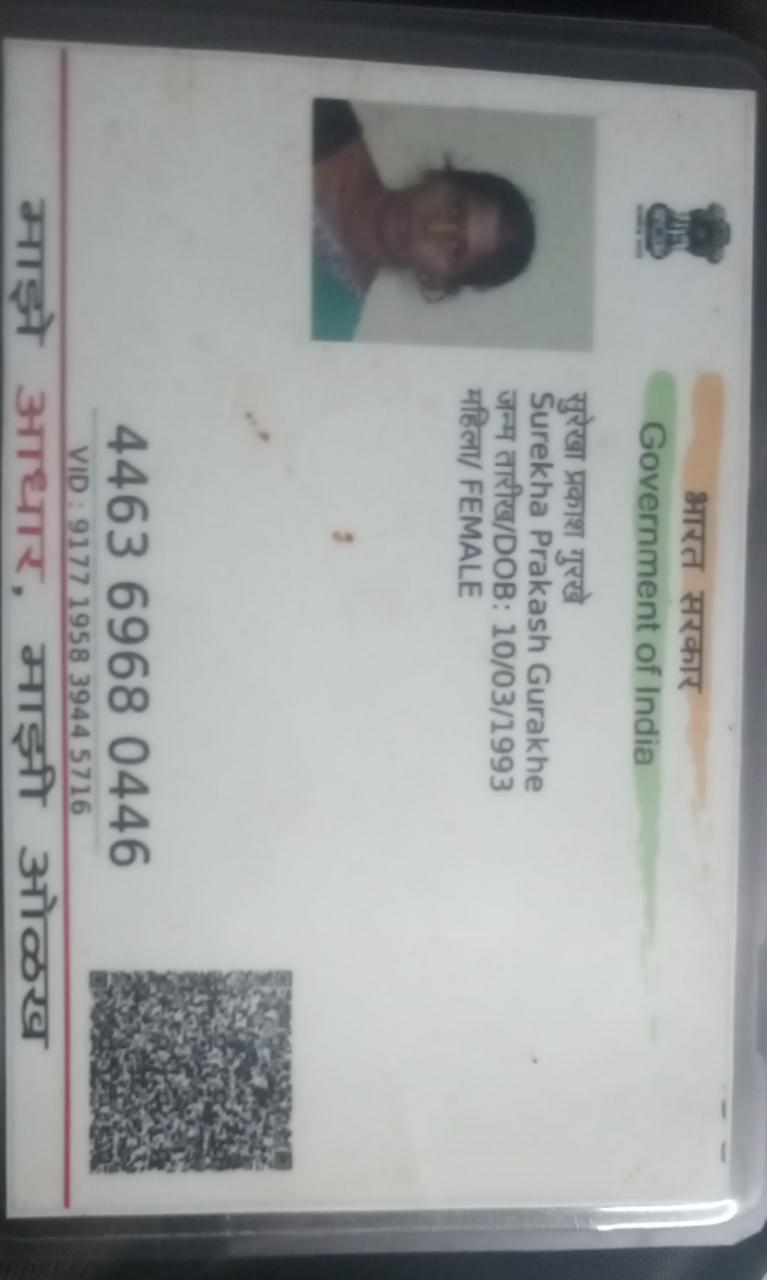 भारत सरकार
Government of India
सुरेखा प्रकाश गुरखे
Surekha Prakash Gurakhe
जन्म तारीख/DOB: 10/03/1993
महिला/ FEMALE
4463 6968 0446
VID : 9177 1958 3944 5716
माझे आधार, माझी ओळख